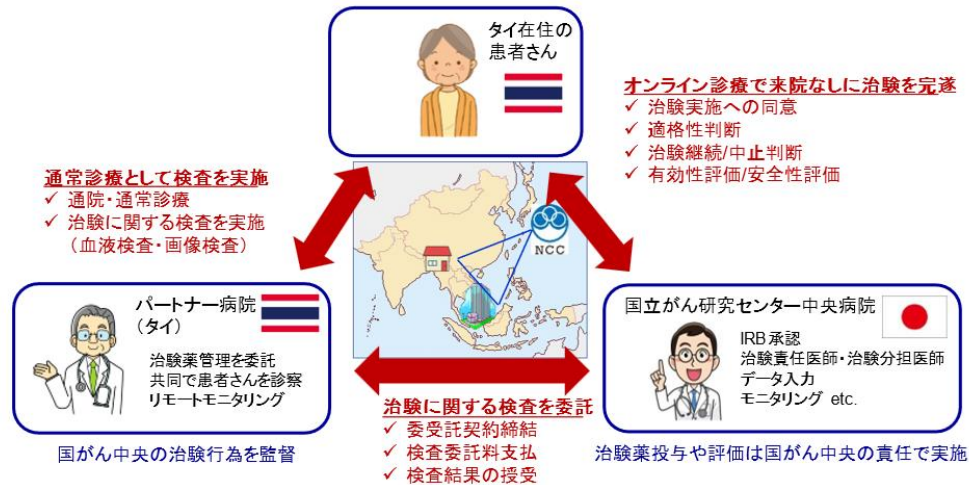 タイ在住の
患者さん
オンライン診療で来院なしに治験を完遂
✓ 治験実施への同意
✓ 適格性判断
✓ 治験継続/中止判断
✓ 有効性評価/安全性評価
通常診療として検査を実施
✓ 通院・通常診療
✓ 治験に関する検査を実施
（血液検査・画像検査）
NCC
パートナー病院
（タイ）
治験薬管理を委託
共同で患者さんを診察
リモートモニタリング
国がん中央の治験行為を監督
国立がん研究センター中央病院
IRB 承認
治験責任医師・治験分担医師
データ入力
モニタリング etc.
治験薬投与や評価は国がん中央の責任で実施
治験に関する検査を委託
✓ 委受託契約締結
✓ 検査委託料支払
✓ 検査結果の授受